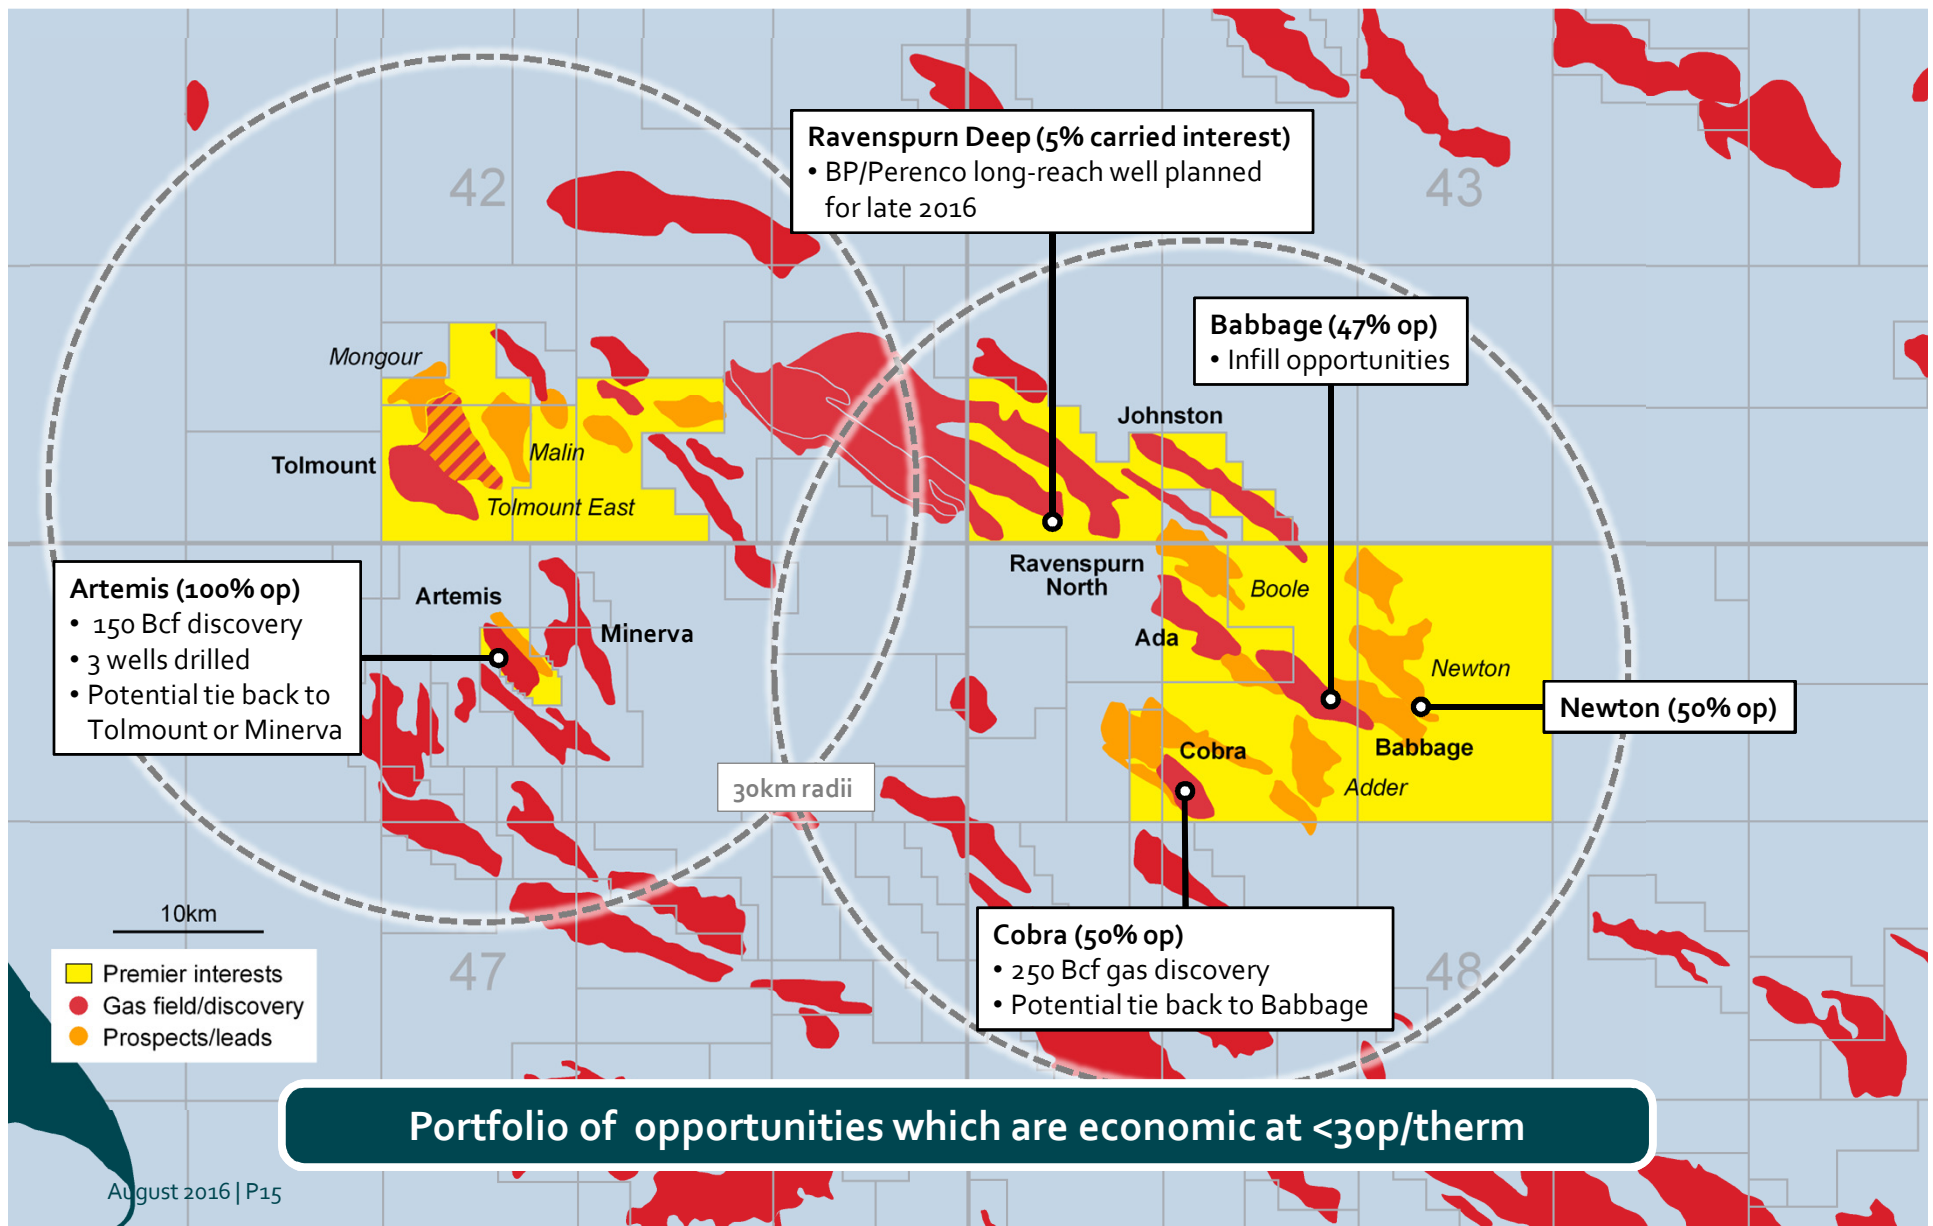 42
43
Ravenspurn Deep (5% carried interest)
• BP/Perenco long-reach well planned
for late 2016
Babbage (47% op)
• Infill opportunities
Mongour
Johnston
Malin
Tolmount
Tolmount East
Ravenspurn
North
Boole
Artemis (100% op)
• 150 Bcf discovery
• 3 wells drilled
• Potential tie back to
Tolmount or Minerva
Artemis
Minerva
Ada
Newton
Newton (50% op)
Babbage
Cobra
Adder
30km radii
10km
Premier interests
Gas field/discovery
Prospects/leads
47
48
Cobra (50% op)
• 250 Bcf gas discovery
• Potential tie back to Babbage
Portfolio of opportunities which are economic at <30p/therm
August 2016 | P15